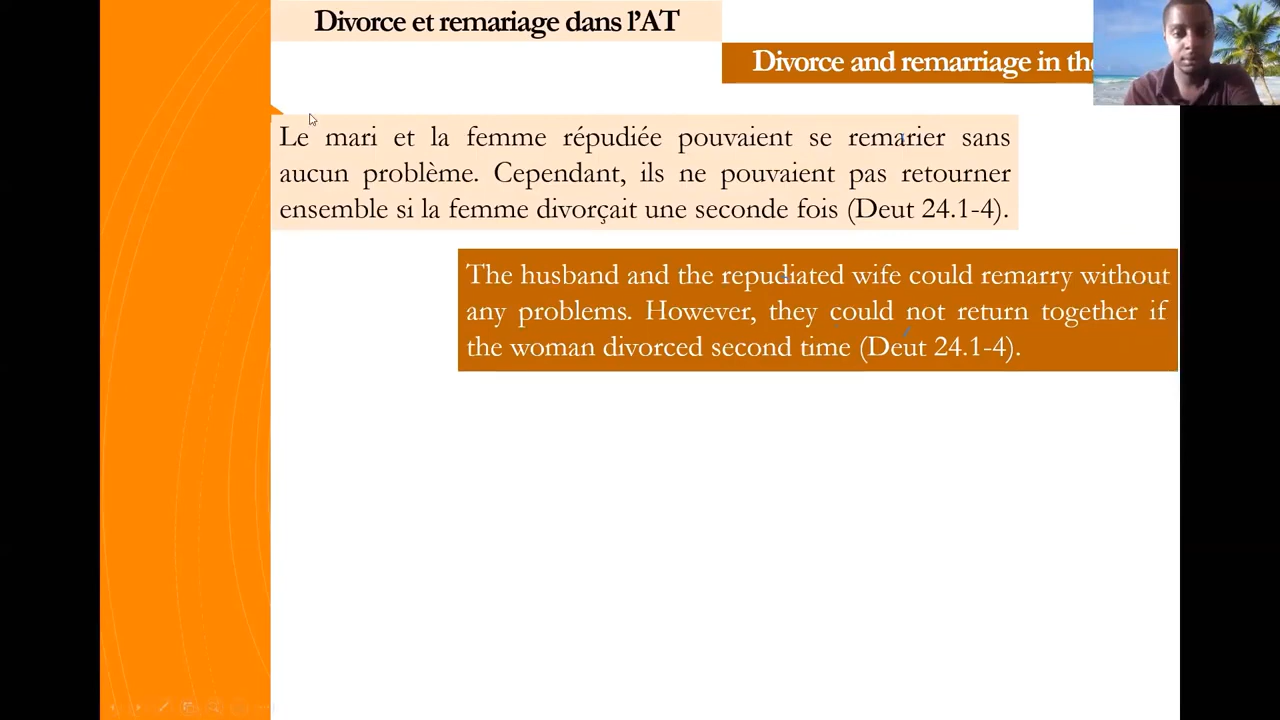 Divorce et remariage dans l'AT
Divorce and remarriage in
Le mari et la femme répudiée pouvaient se remarier sans
aucun problème. Cependant, ils ne pouvaient pas retourner
ensemble si la femme divorçait une seconde fois (Deut 24.1-4).
The husband and the repudiated wife could remarry without
any problems. However, they could not return together if
the woman divorced second time (Deut 24.1-4).